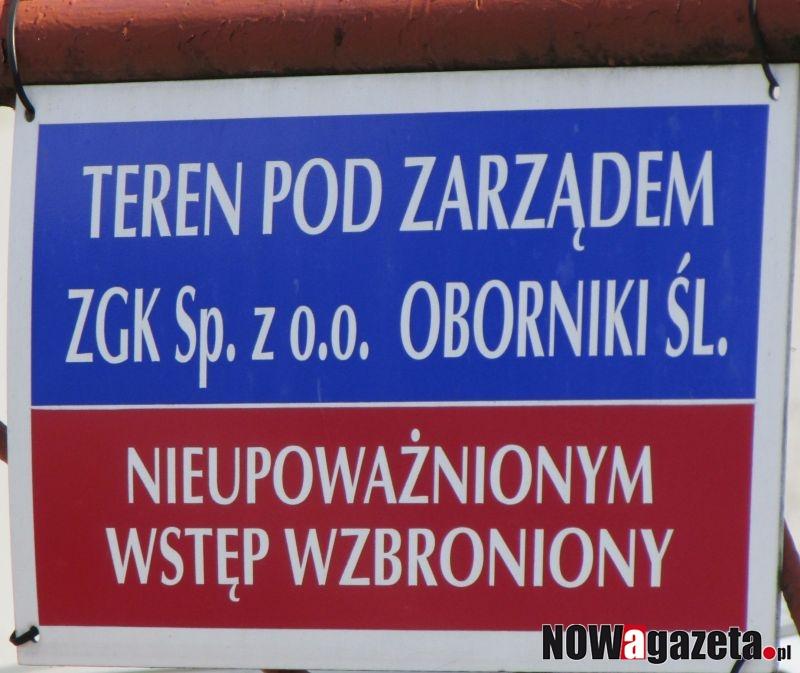 TEREN POD ZARZĄDEM
ZGK Sp. z o.o. OBORNIKI ŚL.
NIEUPOWAŻNIONYM
WSTĘP WZBRONIONY
NOWagazeta.pl